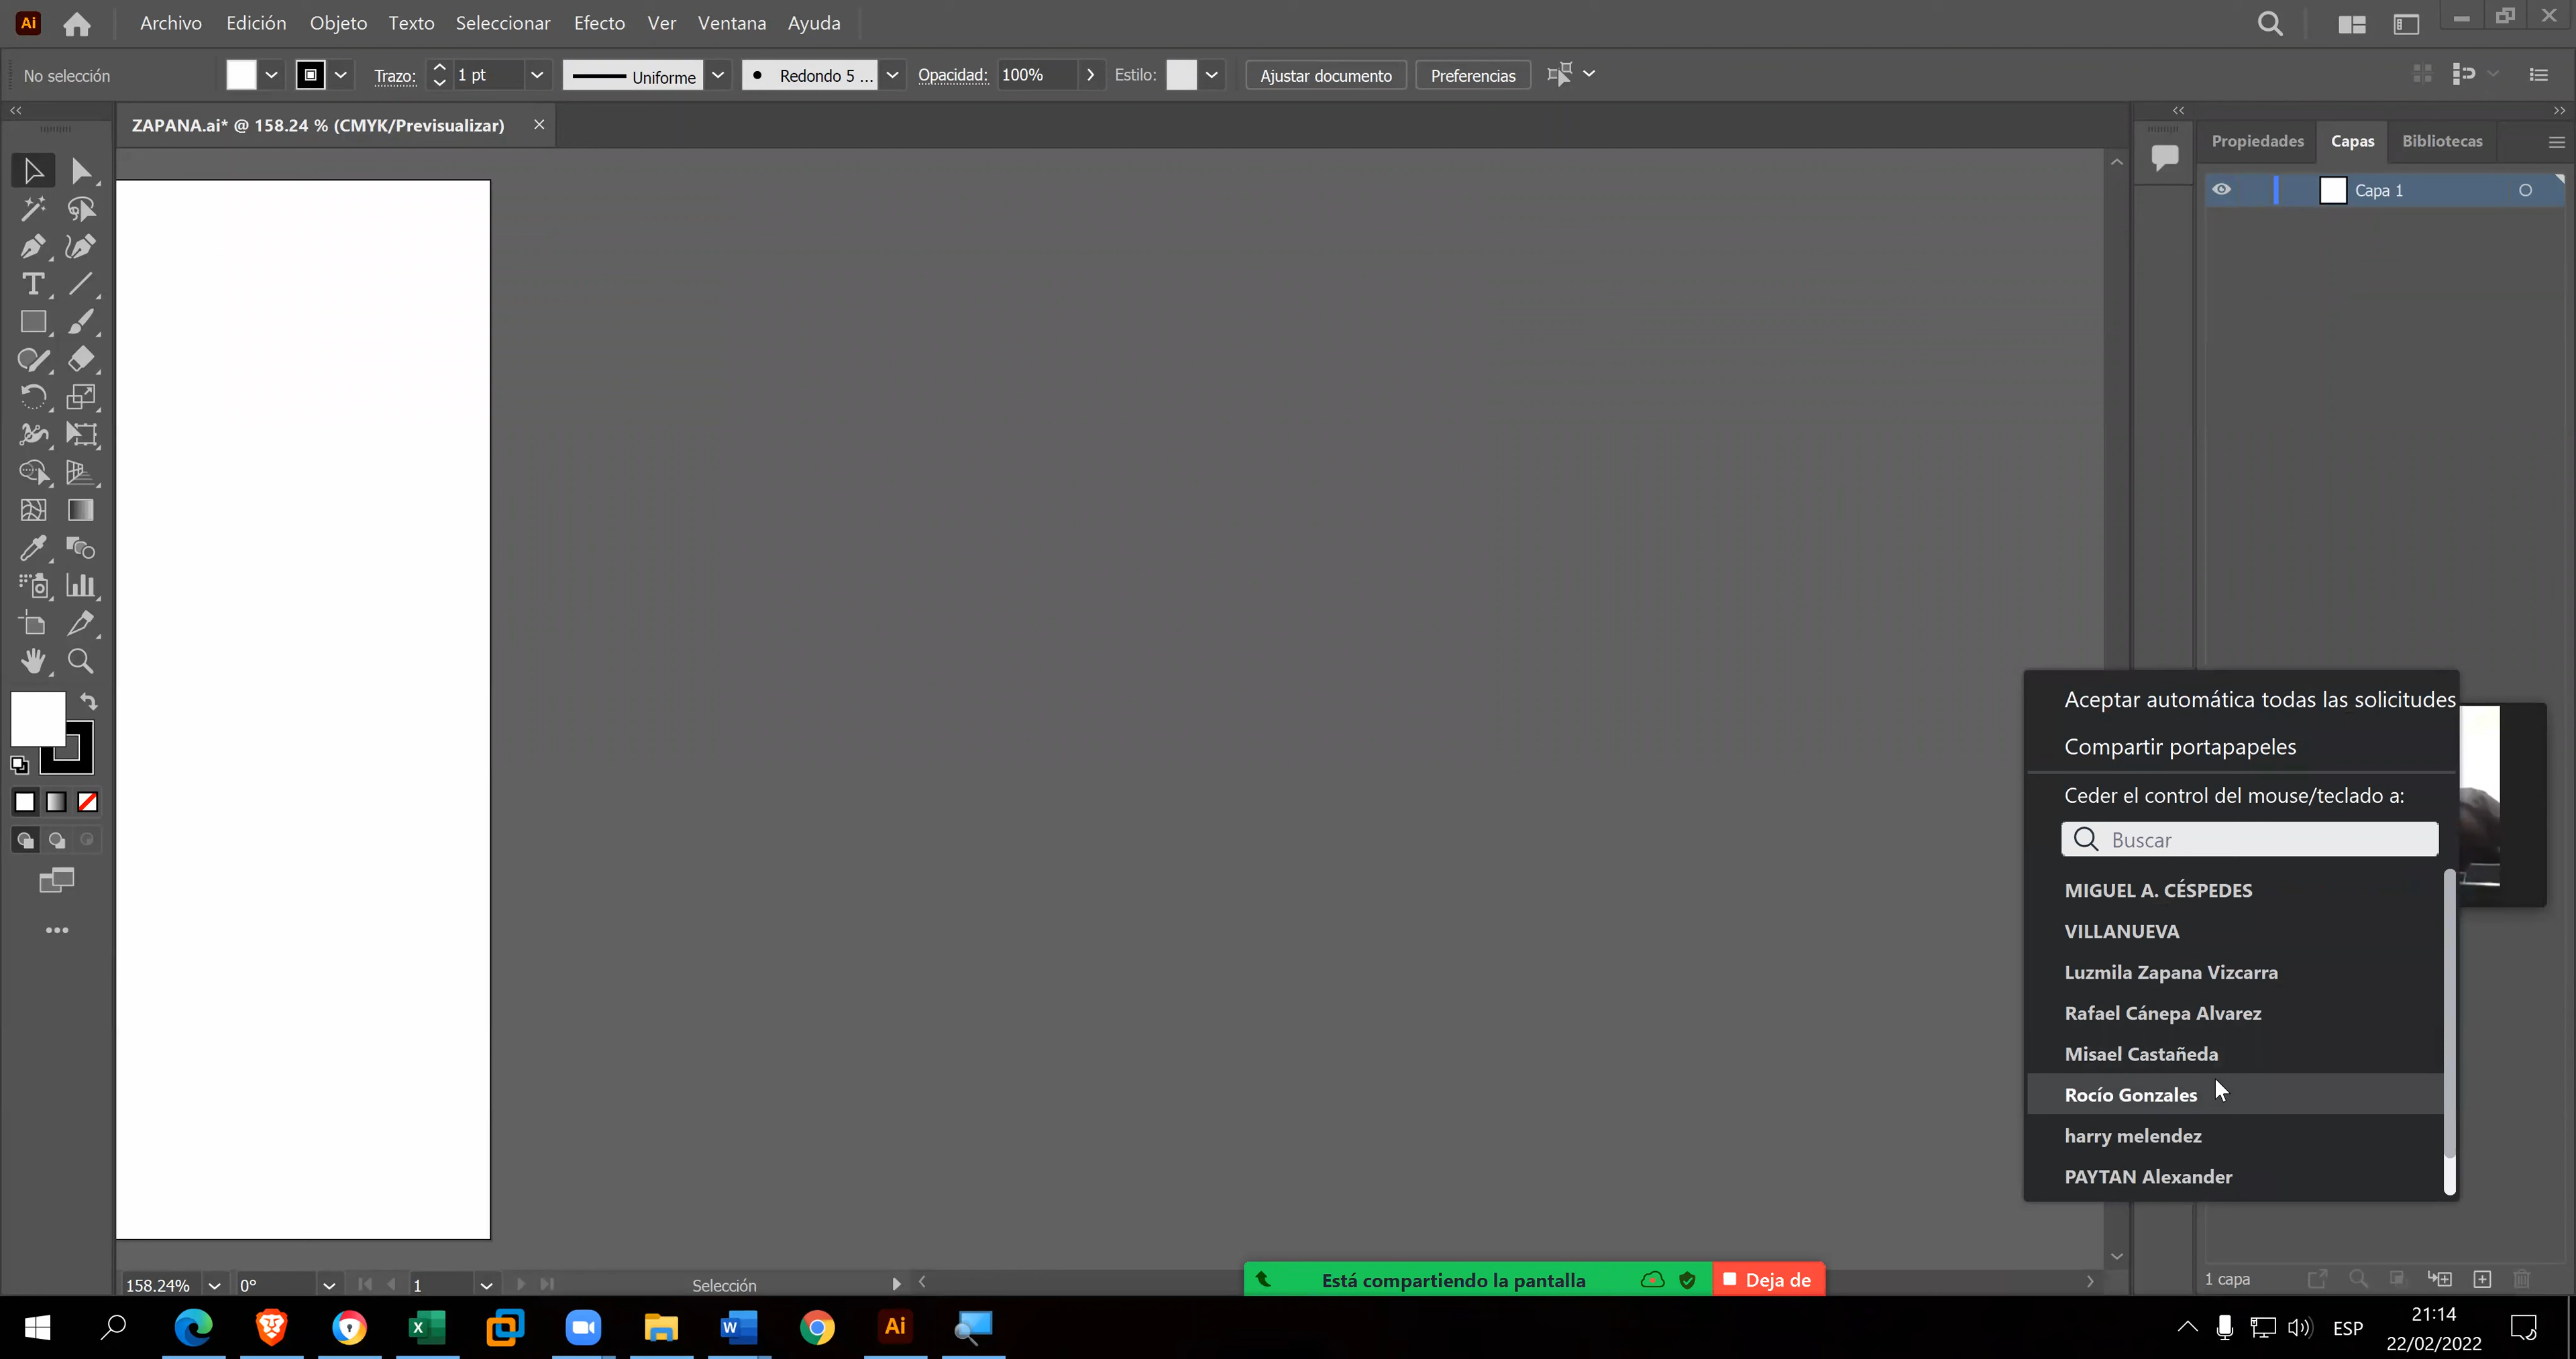 Ai
Archivo Edición Objeto Texto Seleccionar Efecto Ver Ventana Ayuda
No selección Trazo: 1 pt Uniforme Redondo 5 ... Opacidad: 100% Estilo: Ajustar documento Preferencias
ZAPANA.ai* @ 158.24 % (CMYK/Previsualizar)
Propiedades Capas Bibliotecas
Capa 1
Aceptar automática todas las solicitudes
Compartir portapapeles
Ceder el control del mouse/teclado a:
Buscar
MIGUEL A. CÉSPEDES
VILLANUEVA
Luzmila Zapana Vizcarra
Rafael Cánepa Alvarez
Misael Castañeda
Rocío Gonzales
harry melendez
PAYTAN Alexander
158.24% 0° 1 Selección
Está compartiendo la pantalla Deja de
1 capa
Ai
ESP
21:14
22/02/2022